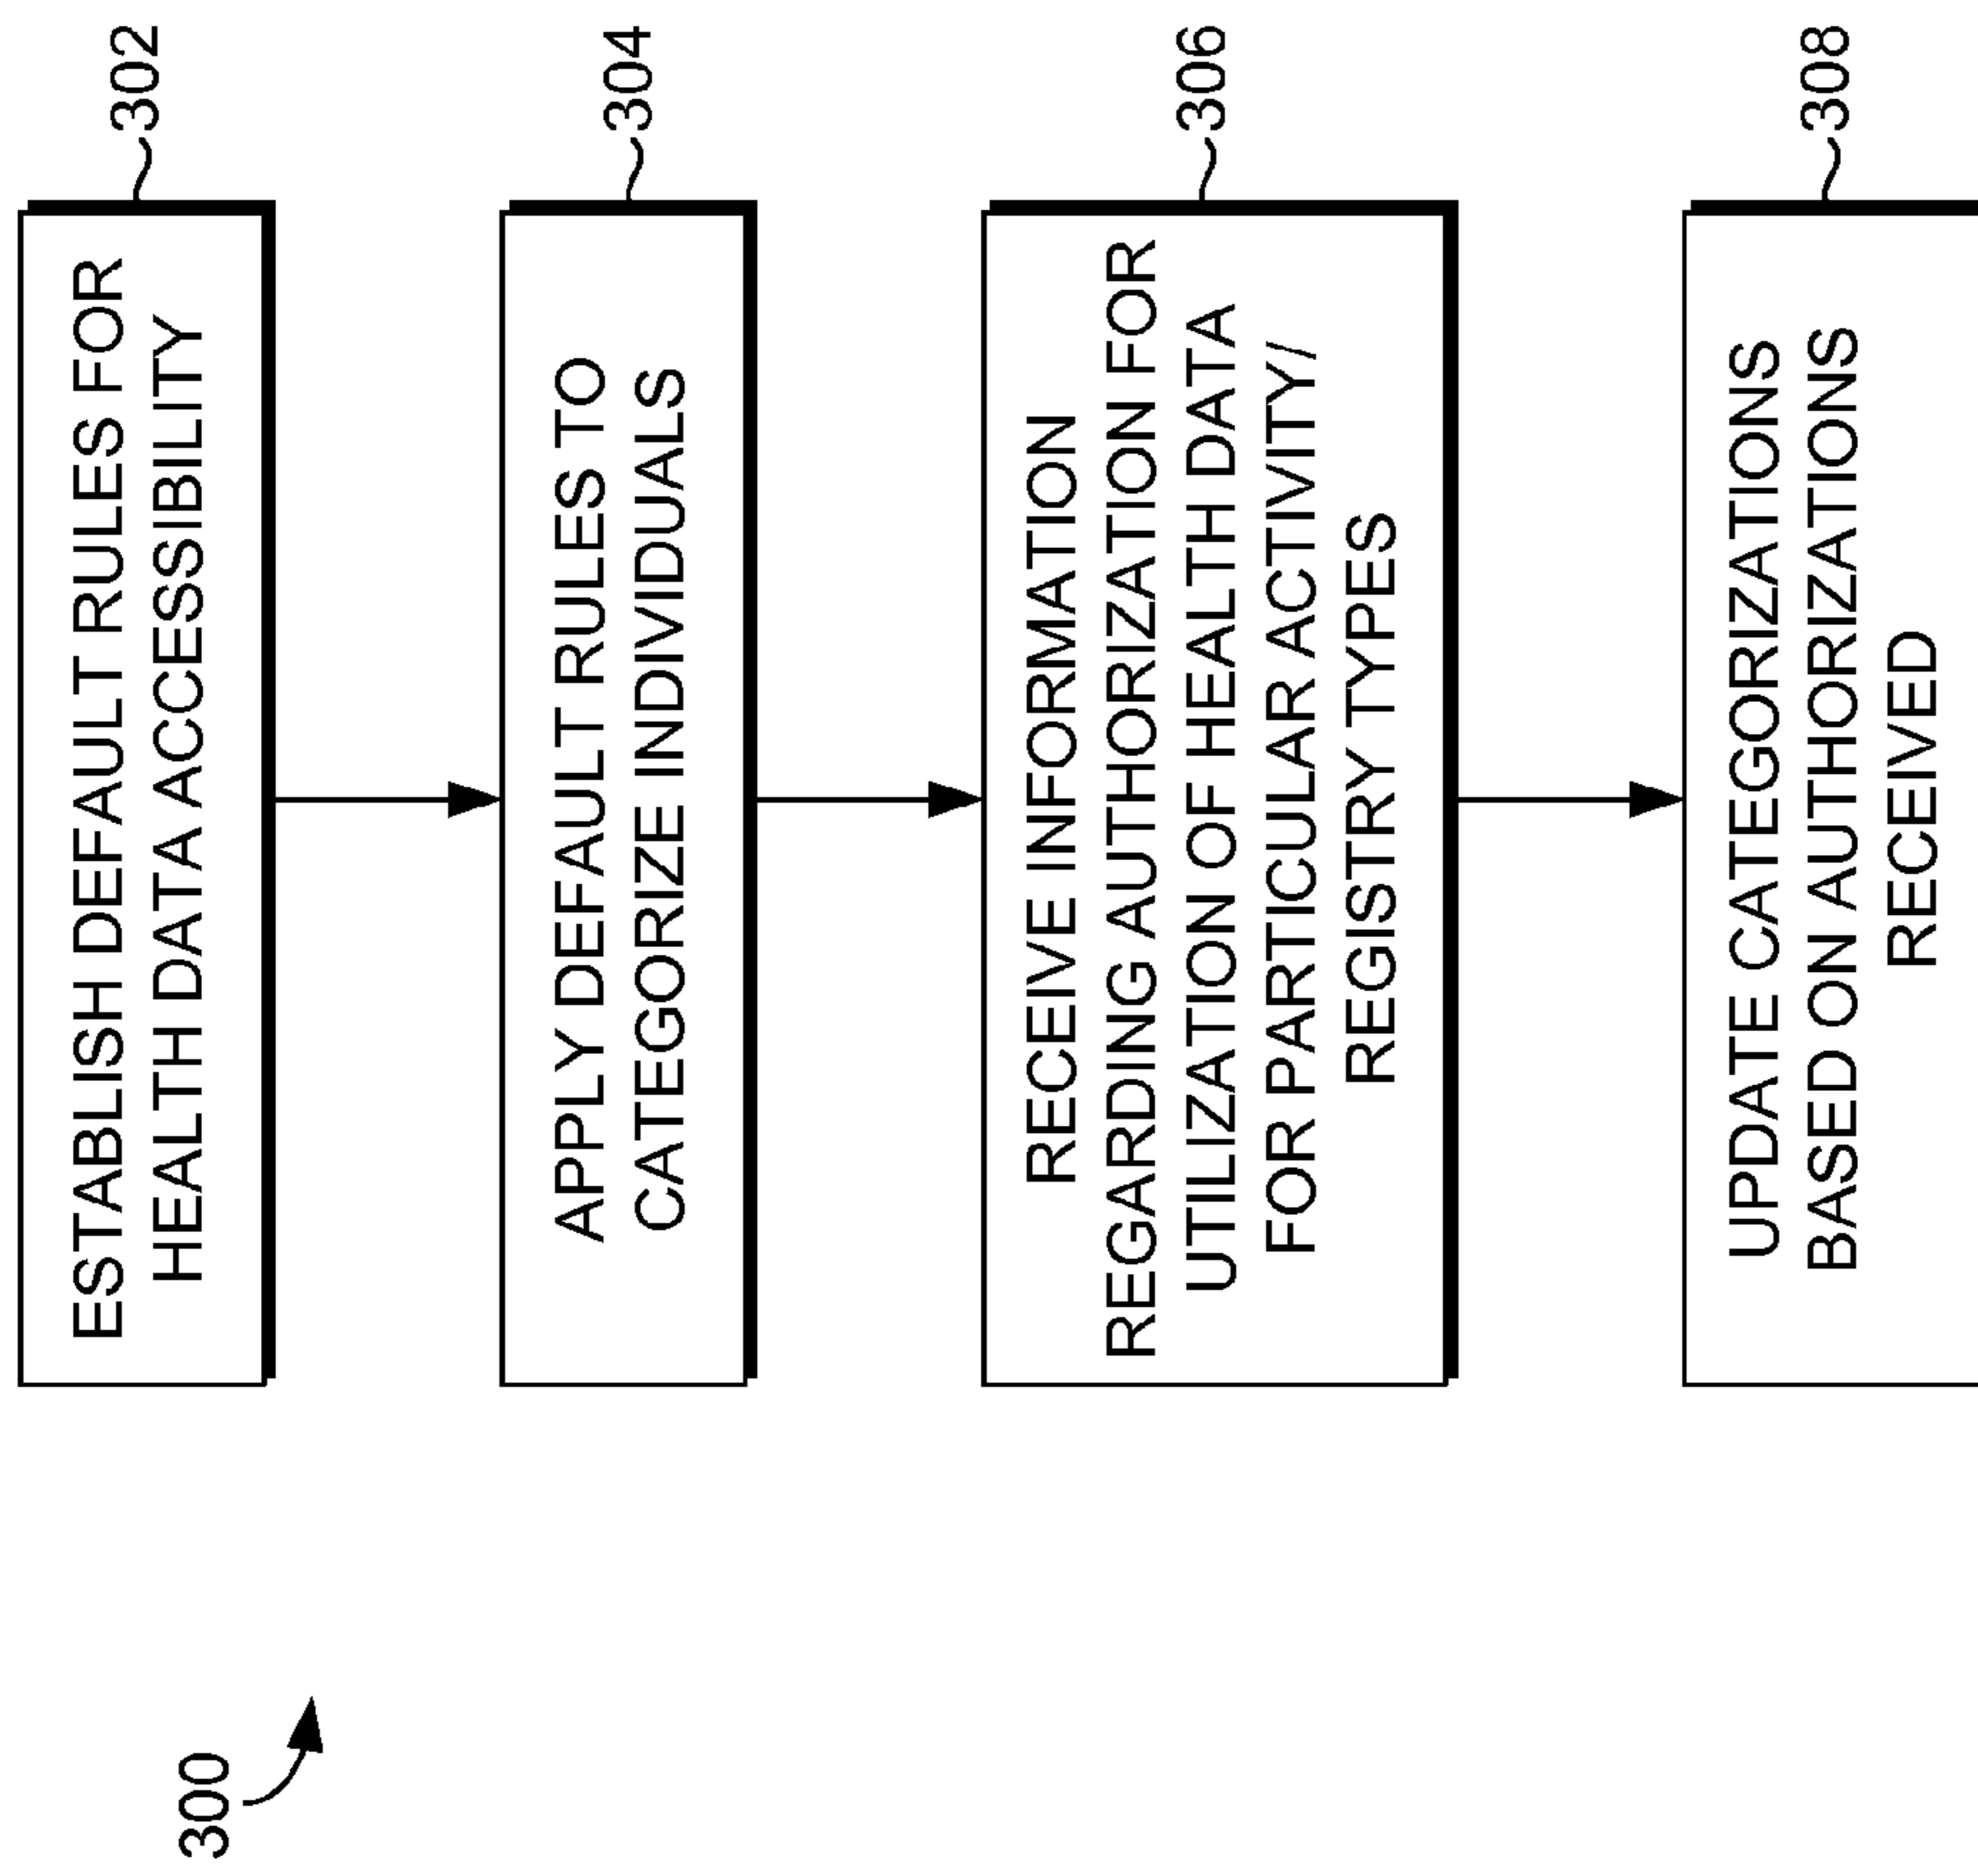 300
ESTABLISH DEFAULT RULES FOR
HEALTH DATA ACCESSIBILITY
302
APPLY DEFAULT RULES TO
CATEGORIZE INDIVIDUALS
304
RECEIVE INFORMATION
REGARDING AUTHORIZATION FOR
UTILIZATION OF HEALTH DATA
FOR PARTICULAR ACTIVITY/
REGISTRY TYPES
306
UPDATE CATEGORIZATIONS
BASED ON AUTHORIZATIONS
RECEIVED
308